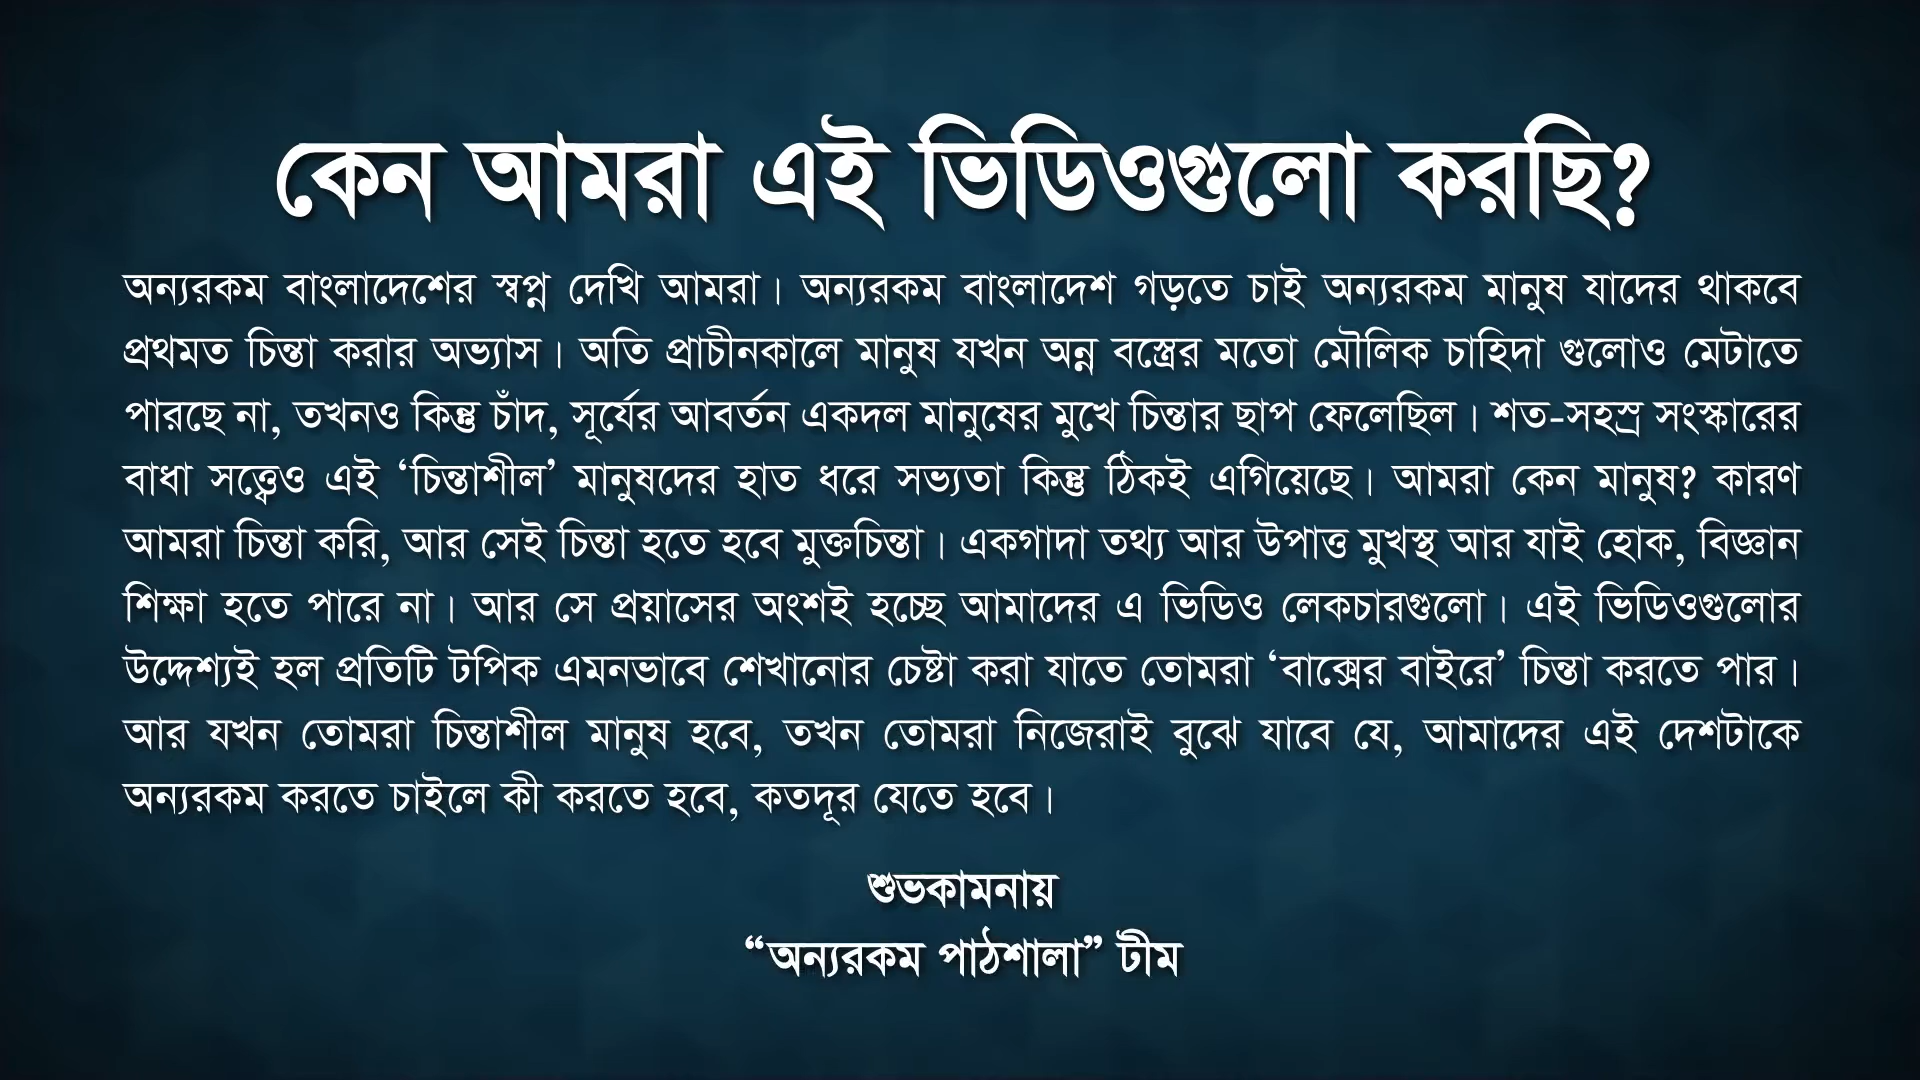 কেন আমরা এই ভিডিওগুলো করছি?
অন্যরকম বাংলাদেশের স্বপ্ন দেখি আমরা। অন্যরকম বাংলাদেশ গড়তে চাই অন্যরকম মানুষ যাদের থাকবে
প্রথমত চিন্তা করার অভ্যাস। অতি প্রাচীনকালে মানুষ যখন অন্ন বস্ত্রের মতো মৌলিক চাহিদা গুলোও মেটাতে
পারছে না, তখনও কিন্তু চাঁদ, সূর্যের আবর্তন একদল মানুষের মুখে চিন্তার ছাপ ফেলেছিল। শত-সহস্র সংস্কারের
বাধা সত্ত্বেও এই ‘চিন্তাশীল’ মানুষদের হাত ধরে সভ্যতা কিন্তু ঠিকই এগিয়েছে। আমরা কেন মানুষ? কারণ
আমরা চিন্তা করি, আর সেই চিন্তা হতে হবে মুক্তচিন্তা। একগাদা তথ্য আর উপাত্ত মুখস্থ আর যাই হোক, বিজ্ঞান
শিক্ষা হতে পারে না। আর সে প্রয়াসের অংশই হচ্ছে আমাদের এ ভিডিও লেকচারগুলো। এই ভিডিওগুলোর
উদ্দেশ্যই হল প্রতিটি টপিক এমনভাবে শেখানোর চেষ্টা করা যাতে তোমরা ‘বাক্সের বাইরে’ চিন্তা করতে পার।
আর যখন তোমরা চিন্তাশীল মানুষ হবে, তখন তোমরা নিজেরাই বুঝে যাবে যে, আমাদের এই দেশটাকে
অন্যরকম করতে চাইলে কী করতে হবে, কতদূর যেতে হবে।
শুভকামনায়
“অন্যরকম পাঠশালা” টীম